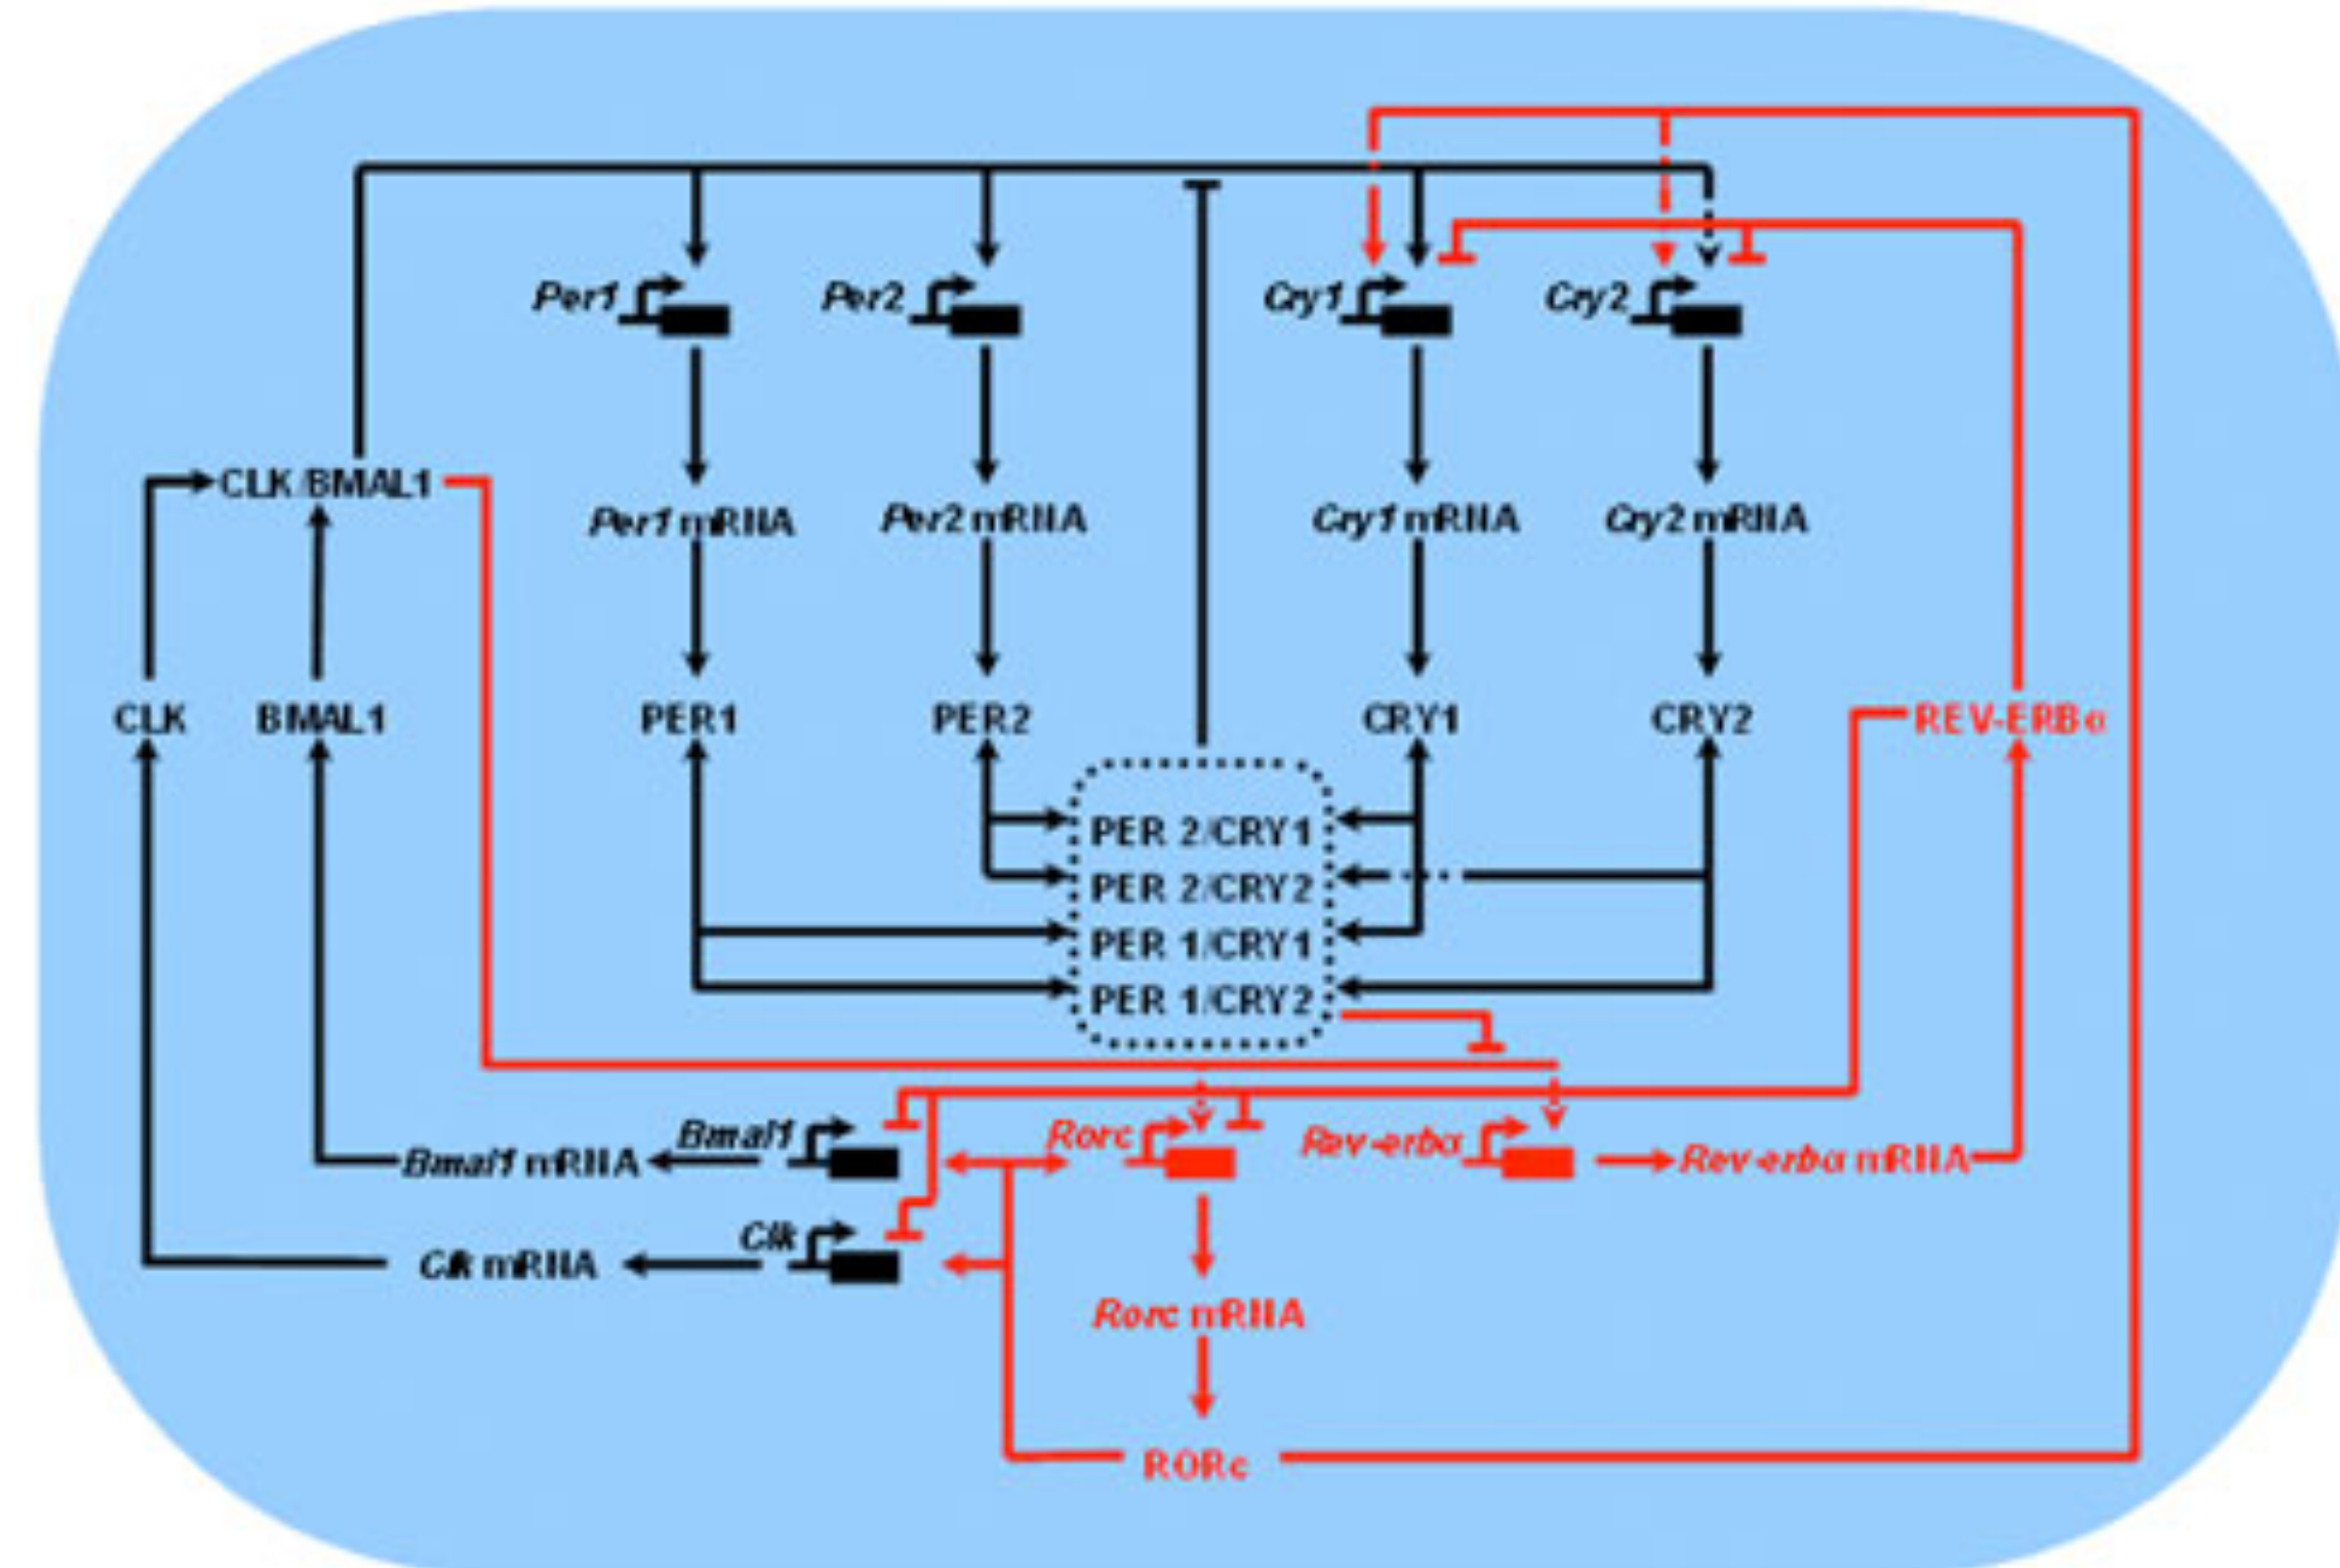 Per1
Per2
Cry1
Cry2
CLK/BMAL1
Per1 mRNA
Per2 mRNA
Cry1 mRNA
Cry2 mRNA
CLK
BMAL1
PER1
PER2
CRY1
CRY2
REV-ERBα
PER 2/CRY1
PER 2/CRY2
PER 1/CRY1
PER 1/CRY2
Bmal1 mRNA
Bmal1
Rorc
Rev-erbα
Rev-erbα mRNA
Clk mRNA
Clk
Rorc mRNA
RORc